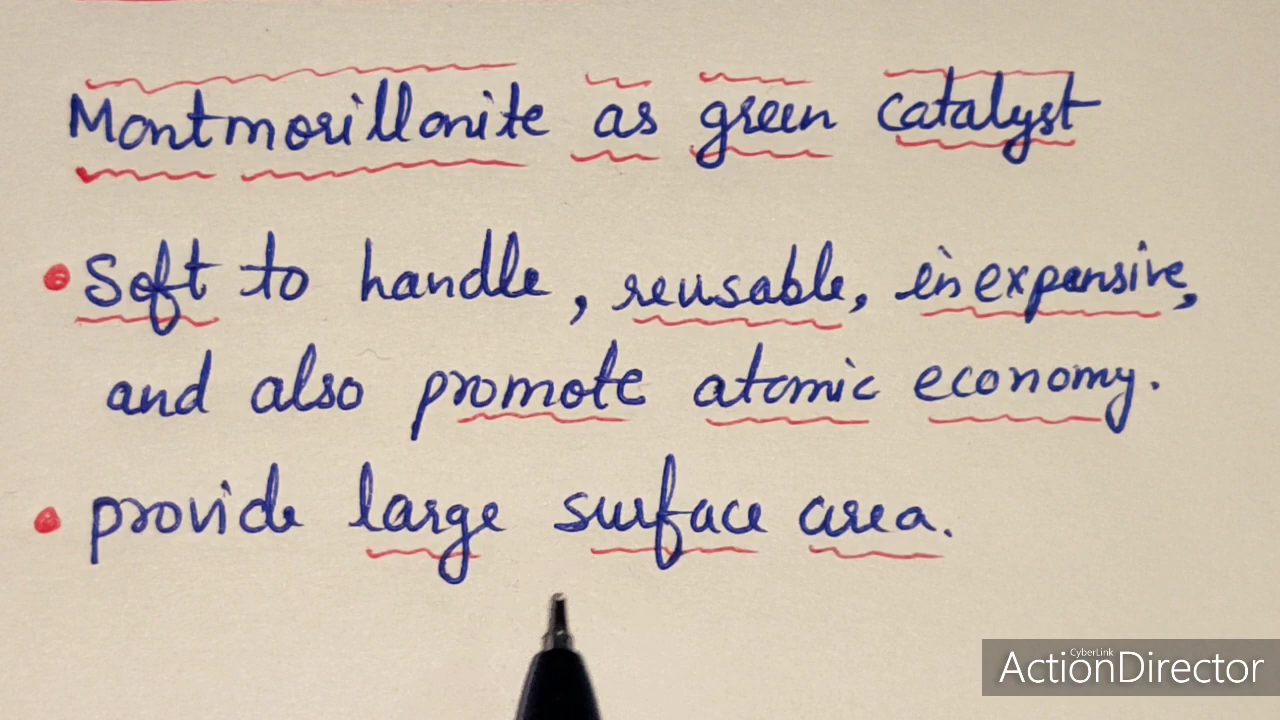 Montmorillonite as green catalyst
• Soft to handle, reusable, inexpensive,
and also promote atomic economy.
• provide large surface area.
CyberLink
ActionDirector